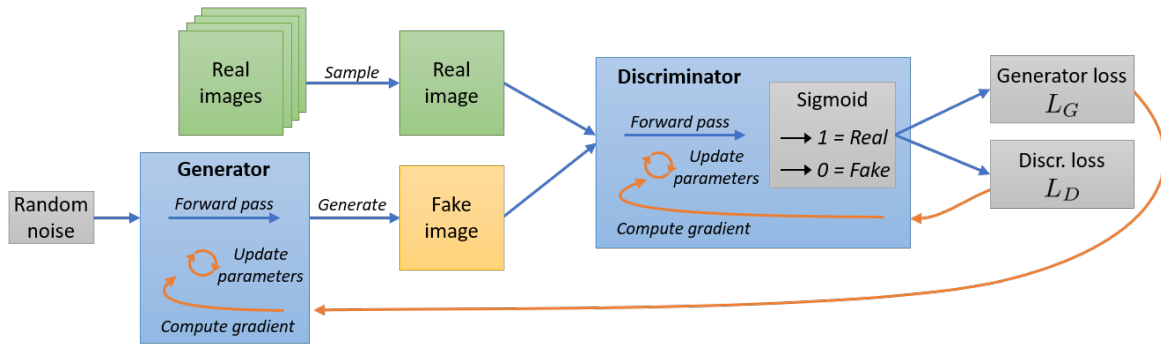 Real
images
Sample
Real
image
Discriminator
Forward pass
Update
parameters
Compute gradient
Sigmoid
1 = Real
0 = Fake
Generator loss
L_G
Discr. loss
L_D
Random
noise
Generator
Forward pass
Update
parameters
Compute gradient
Generate
Fake
image